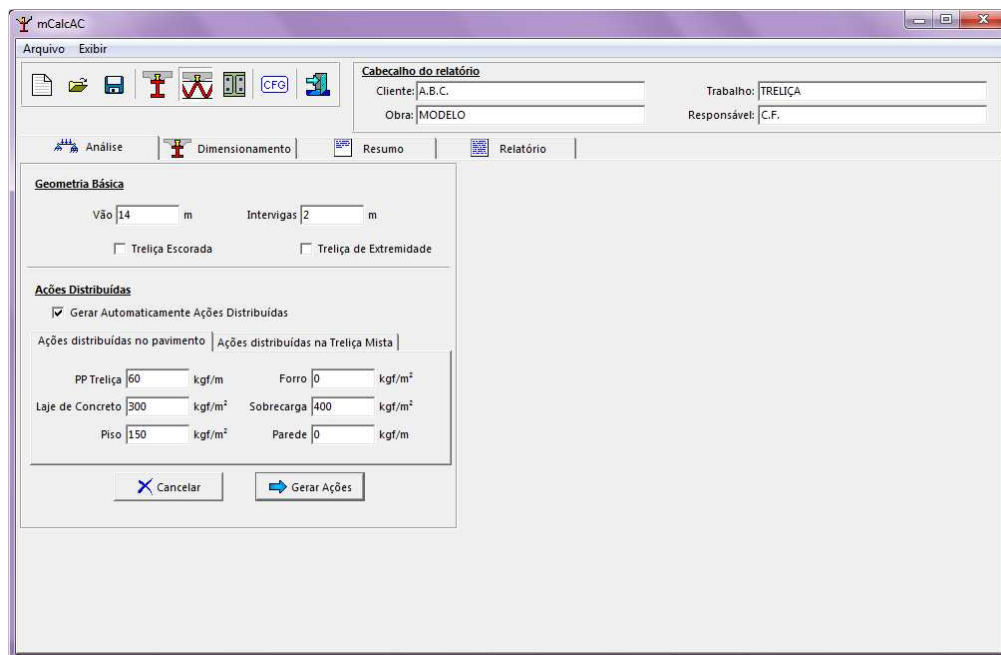 mCalcAC
Arquivo Exibir
CFG
Cabeçalho do relatório
Cliente: A.B.C. Trabalho: TRELIÇA
Obra: MODELO Responsável: C.F.
Análise Dimensionamento Resumo Relatório
Geometria Básica
Vão 14 m Intervigas 2 m
Treliça Escorada Treliça de Extremidade
Ações Distribuídas
Gerar Automaticamente Ações Distribuídas
Ações distribuídas no pavimento Ações distribuídas na Treliça Mista
PP Treliça 60 kgf/m Forro 0 kgf/m²
Laje de Concreto 300 kgf/m² Sobrecarga 400 kgf/m²
Piso 150 kgf/m² Parede 0 kgf/m
Cancelar Gerar Ações